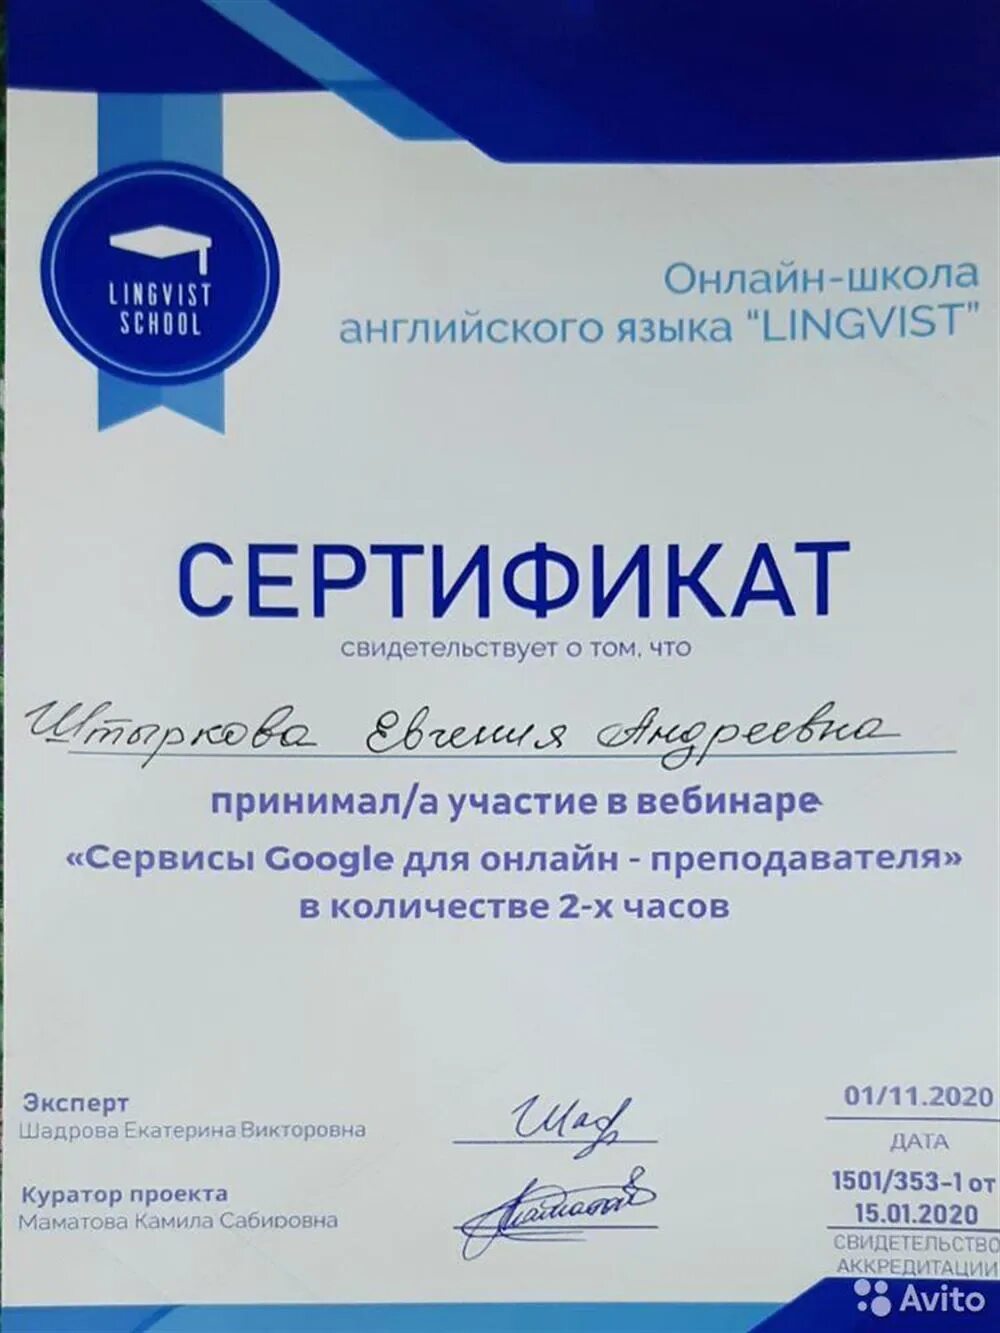 LINGVIST
SCHOOL
Онлайн-школа
английского языка "LINGVIST"
СЕРТИФИКАТ
свидетельствует о том, что
Штыркова Евгения Андреевна
принимал/а участие в вебинаре
«Сервисы Google для онлайн - преподавателя»
в количестве 2-х часов
Эксперт
Шадрова Екатерина Викторовна
Шадр
01/11.2020
ДАТА
Куратор проекта
Маматова Камила Сабировна
1501/353-1 от
15.01.2020
СВИДЕТЕЛЬСТВО
АККРЕДИТАЦИИ
Avito